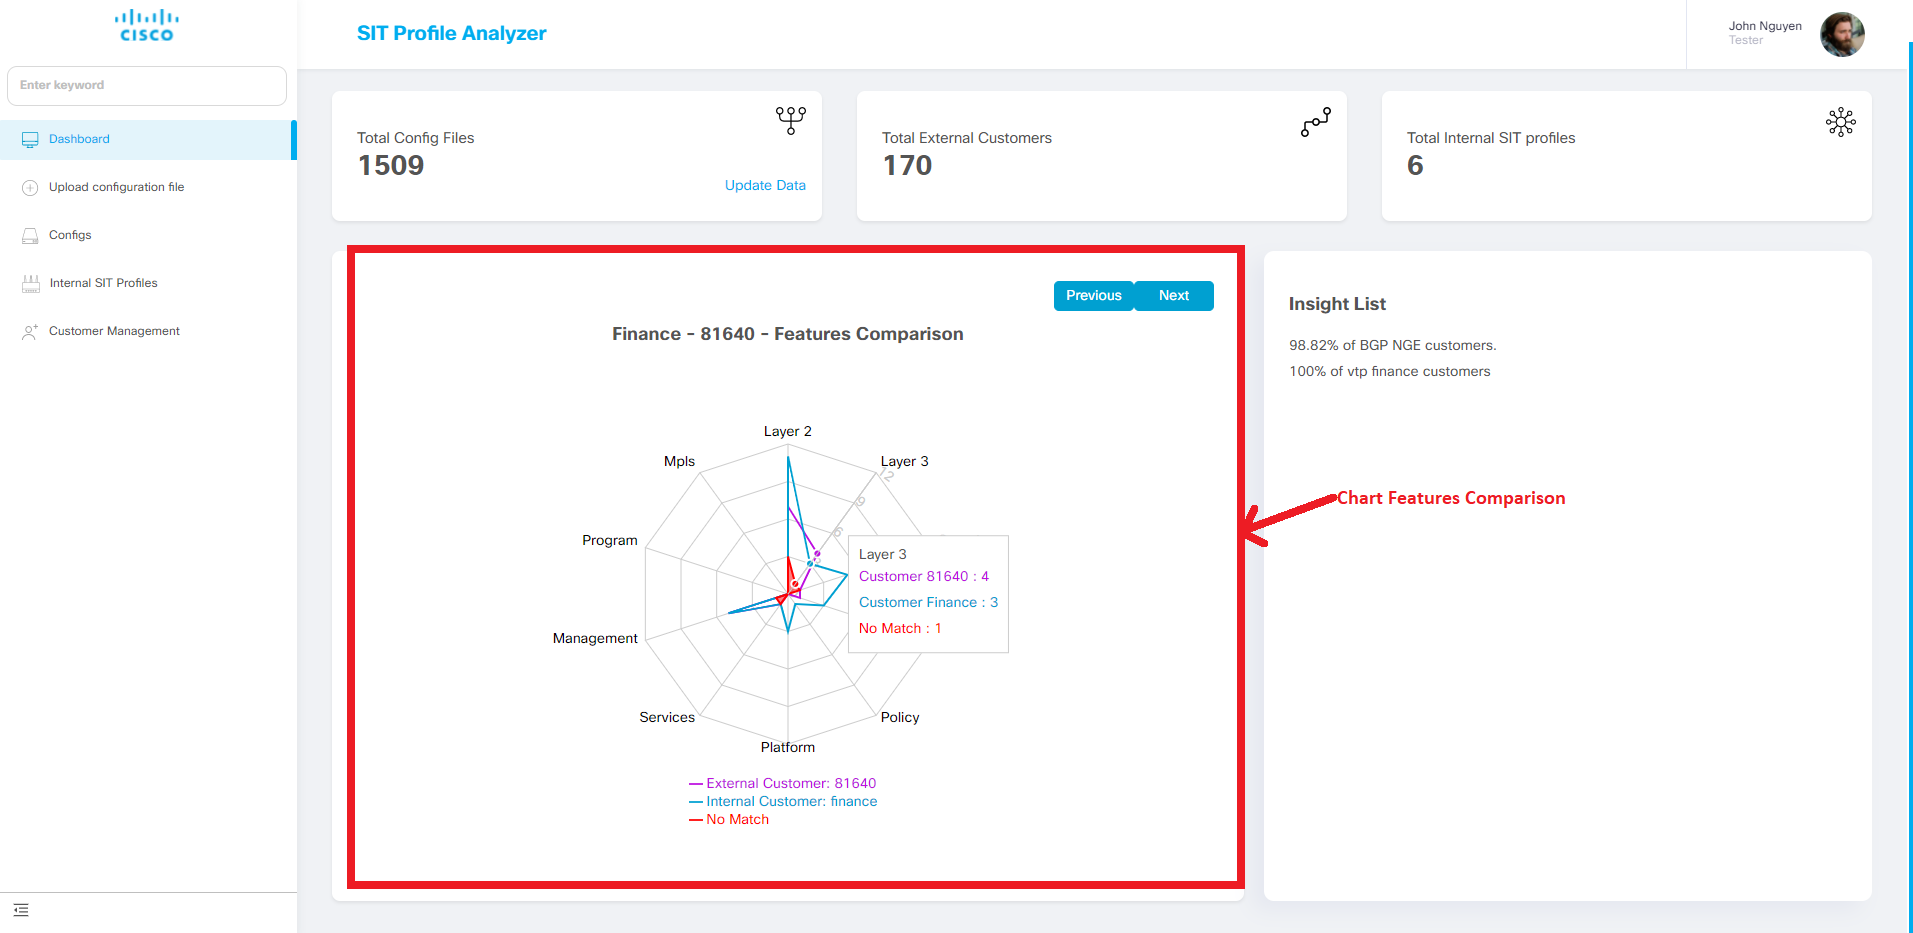 CISCO
SIT Profile Analyzer
John Nguyen
Tester
Enter keyword
Dashboard
Upload configuration file
Configs
Internal SIT Profiles
Customer Management
Total Config Files
1509
Update Data
Total External Customers
170
Total Internal SIT profiles
6
Previous
Next
Finance - 81640 - Features Comparison
Layer 2
Layer 3
Mpls
12
9
6
Program
Management
Services
Platform
Policy
Layer 3
Customer 81640 : 4
Customer Finance : 3
No Match : 1
External Customer: 81640
Internal Customer: finance
No Match
Insight List
98.82% of BGP NGE customers.
100% of vtp finance customers
Chart Features Comparison